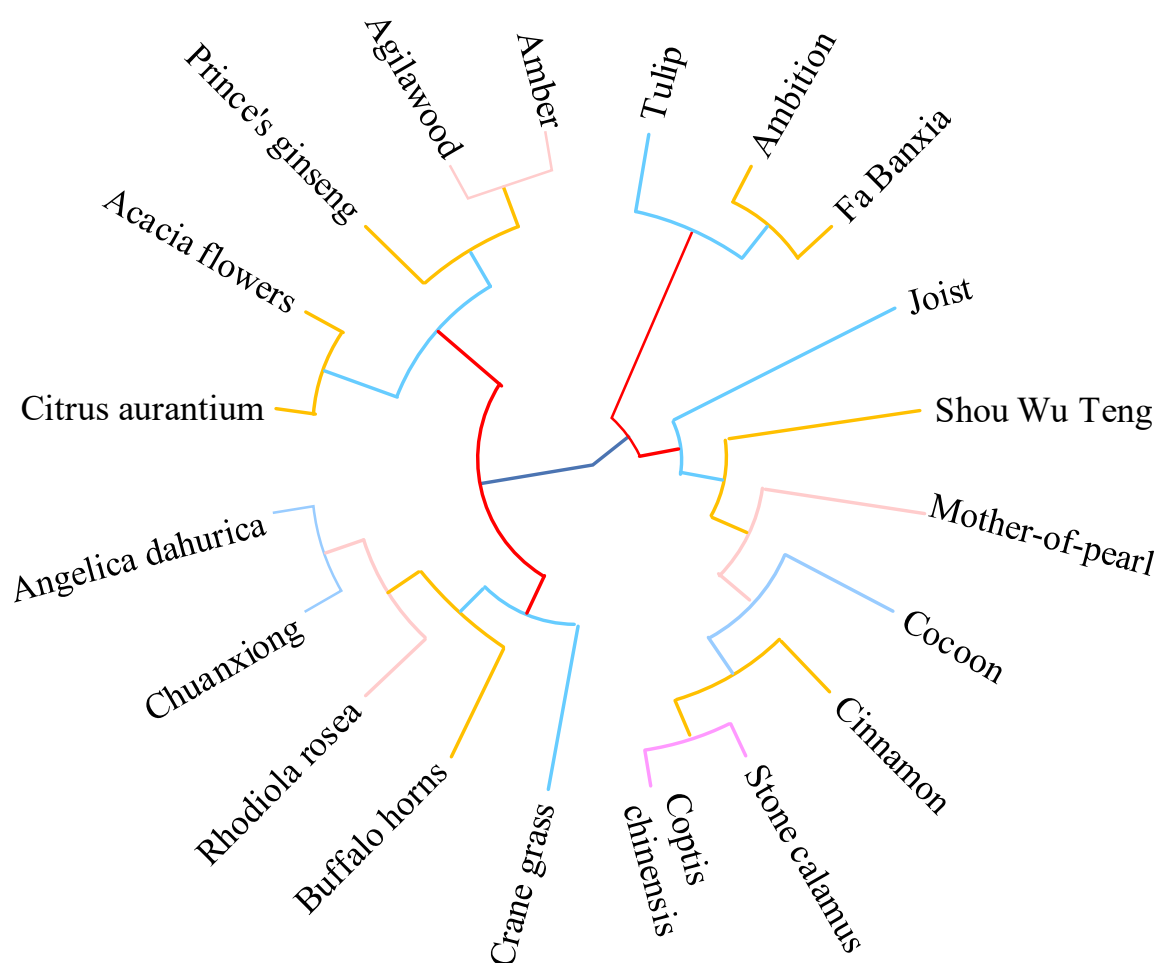 Amber
Tulip
Ambition
Fa Banxia
Joist
Shou Wu Teng
Mother-of-pearl
Cocoon
Cinnamon
Stone calamus
Coptis
chinensis
Crane grass
Buffalo horns
Rhodiola rosea
Chuanxiong
Angelica dahurica
Citrus aurantium
Acacia flowers
Prince's ginseng
Agilawood